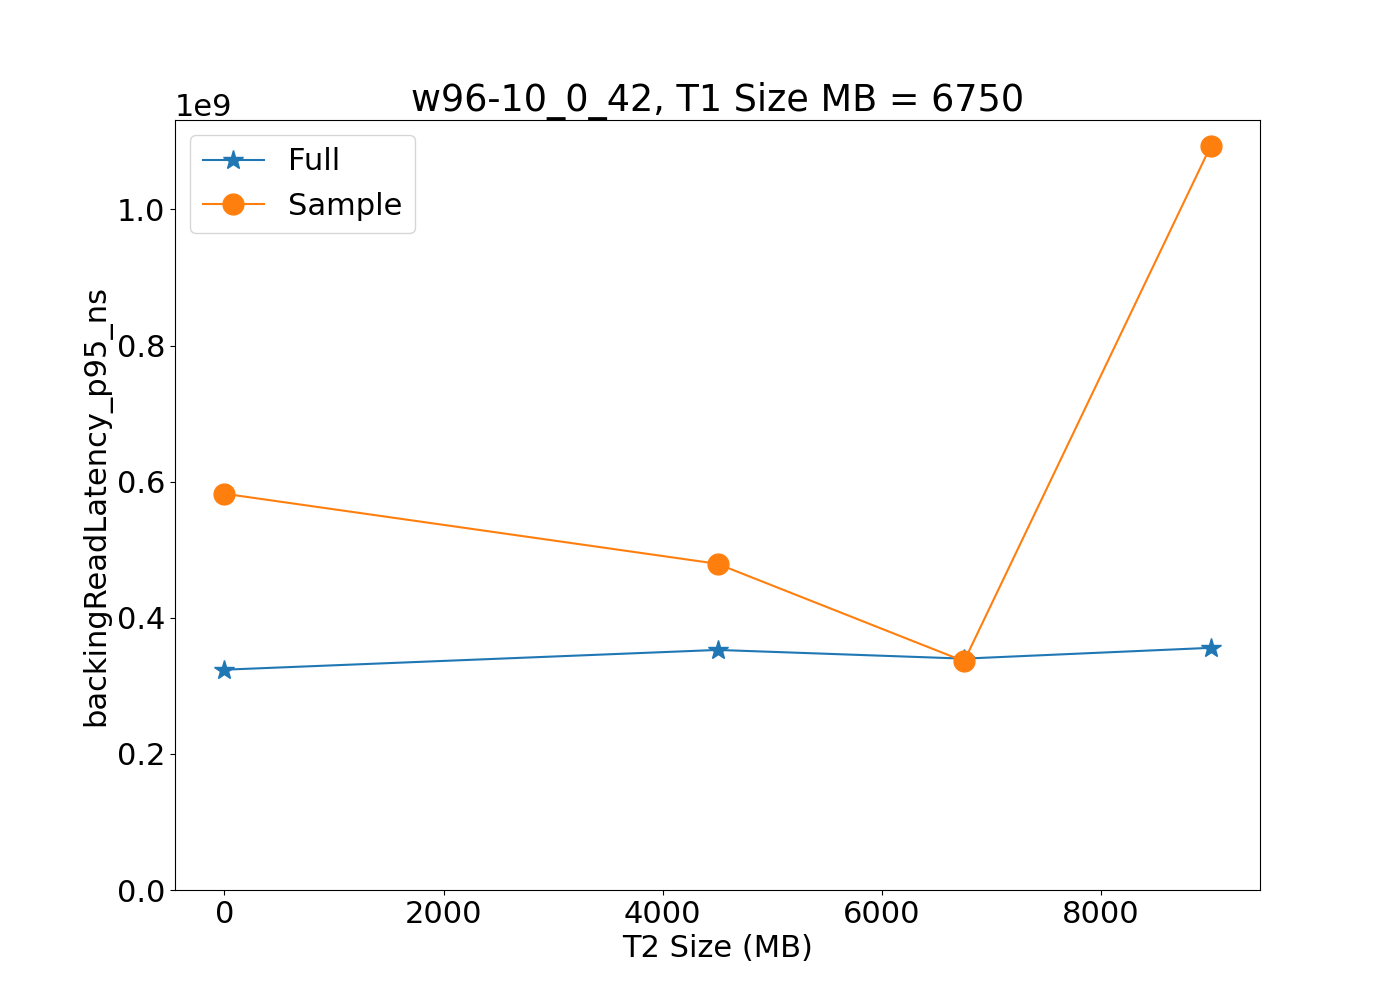 w96-10_0_42, T1 Size MB = 6750
1e9
Full
Sample
1.0
0.8
0.6
0.4
0.2
0.0
backingReadLatency_p95_ns
0 2000 4000 6000 8000
T2 Size (MB)